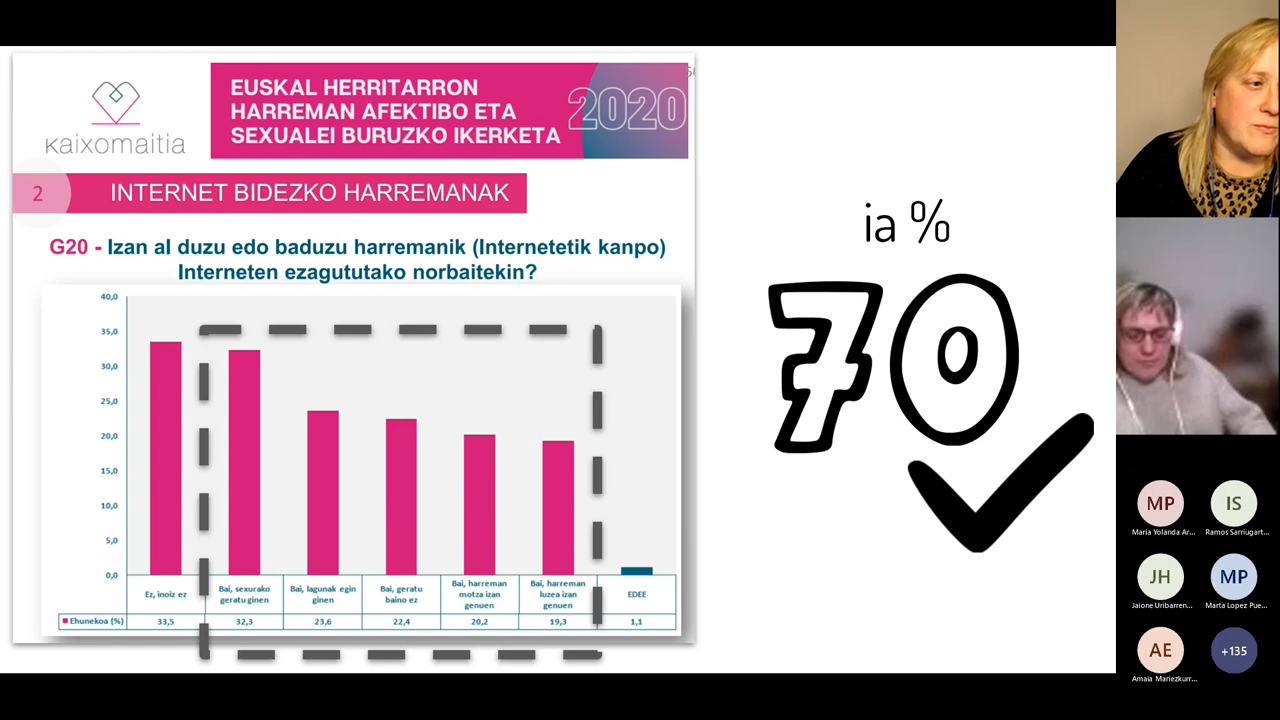 kaixomaitia
EUSKAL HERRITARRON
HARREMAN AFEKTIBO ETA
SEXUALEI BURUZKO IKERKETA
2020
2
INTERNET BIDEZKO HARREMANAK
G20 - Izan al duzu edo baduzu harremanik (Internetetik kanpo)
Interneten ezagututako norbaitekin?
40,0
35,0
30,0
25,0
20,0
15,0
10,0
5,0
0,0
Ez, inoiz ez
Bai, sexurako geratu ginen
Bai, lagunak egin ginen
Bai, geratu baino ez
Bai, harreman motza izan genuen
Bai, harreman luzea izan genuen
EDEE
Ehunekoa (%) 33,5 32,3 23,6 22,4 20,2 19,3 1,1
ia %
70
MP IS
Maria Yolanda Ar... Ramos Sarriugart...
JH MP
Jaione Uribarren... Marta Lopez Pue...
AE +135
Amaia Mariezkurr...